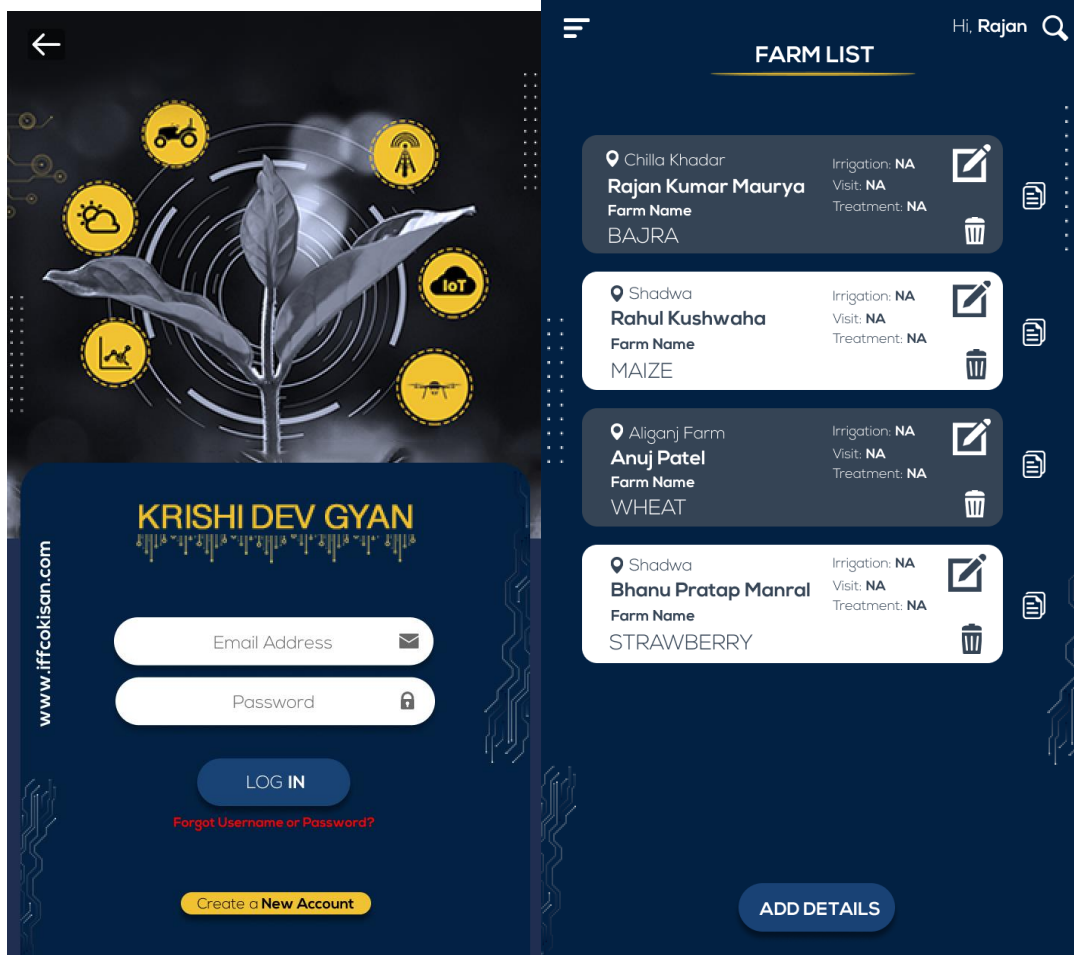 IoT
KRISHI DEV GYAN
www.iffcokisan.com
Email Address
Password
LOG IN
Forgot Username or Password?
Create a New Account
Hi, Rajan
FARM LIST
Chilla Khadar
Rajan Kumar Maurya
Farm Name
BAJRA
Irrigation: NA
Visit: NA
Treatment: NA
Shadwa
Rahul Kushwaha
Farm Name
MAIZE
Irrigation: NA
Visit: NA
Treatment: NA
Aliganj Farm
Anuj Patel
Farm Name
WHEAT
Irrigation: NA
Visit: NA
Treatment: NA
Shadwa
Bhanu Pratap Manral
Farm Name
STRAWBERRY
Irrigation: NA
Visit: NA
Treatment: NA
ADD DETAILS